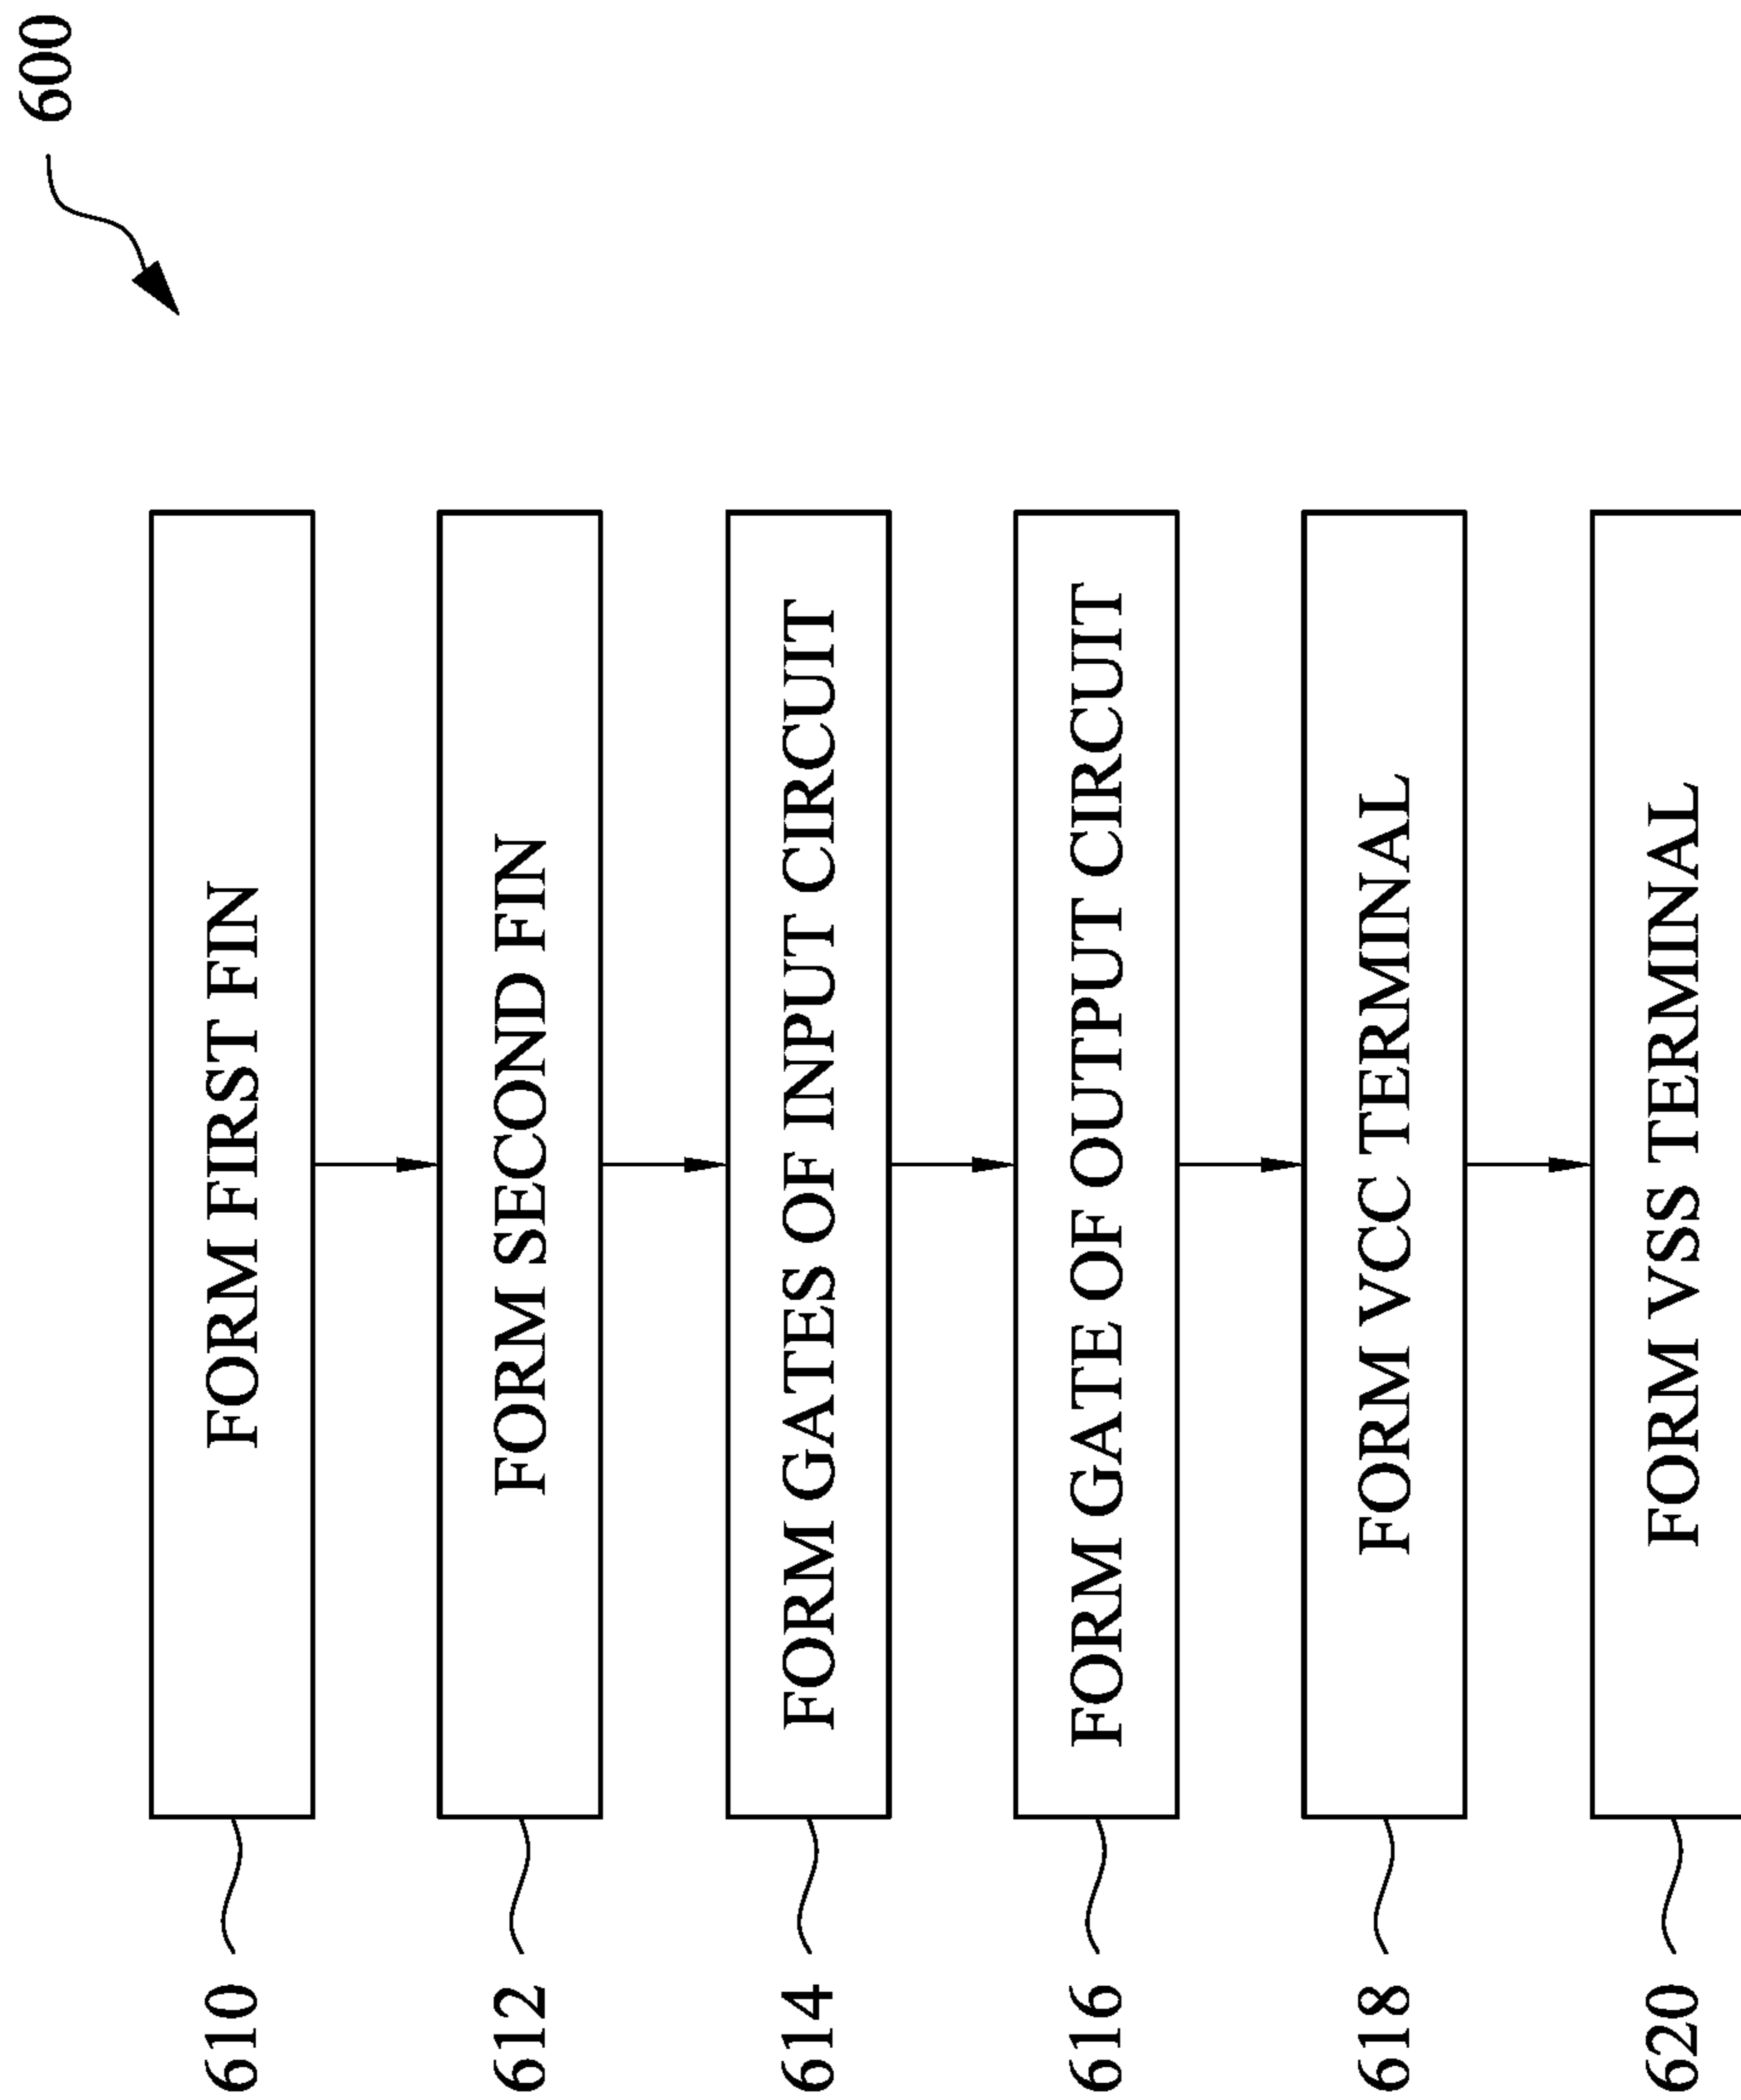 600
610
FORM FIRST FIN
612
FORM SECOND FIN
614
FORM GATES OF INPUT CIRCUIT
616
FORM GATE OF OUTPUT CIRCUIT
618
FORM VCC TERMINAL
620
FORM VSS TERMINAL